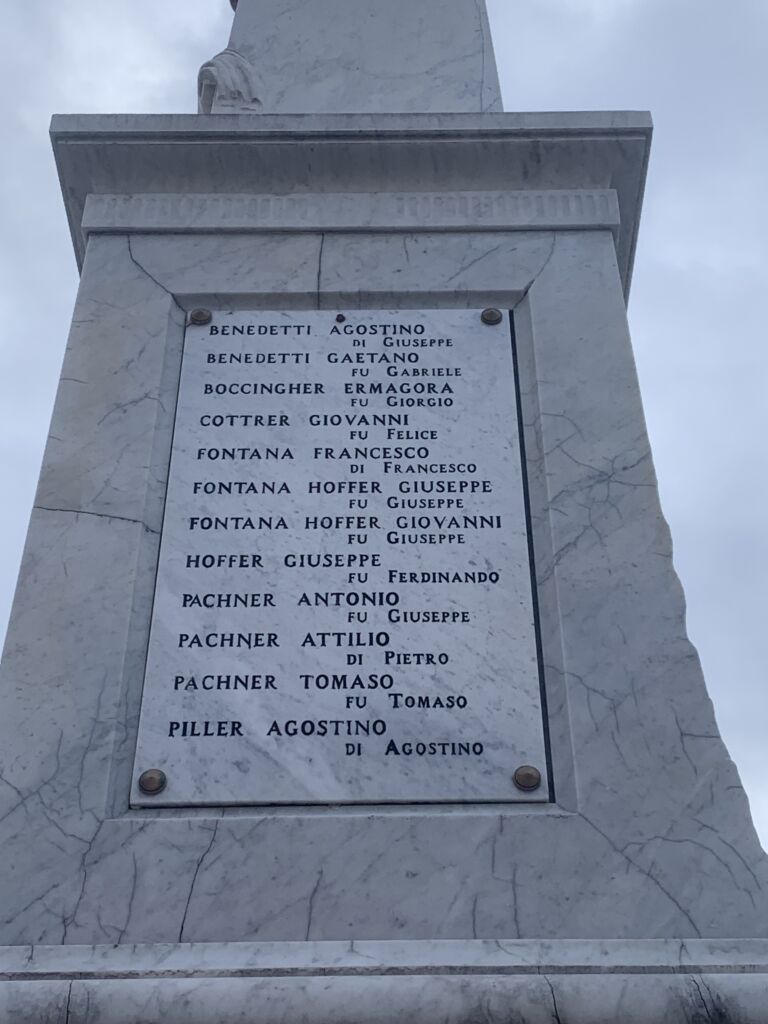 BENEDETTI AGOSTINO
DI GIUSEPPE
BENEDETTI GAETANO
FU GABRIELE
BOCCINGHER ERMAGORA
FU GIORGIO
COTTRER GIOVANNI
FU FELICE
FONTANA FRANCESCO
DI FRANCESCO
FONTANA HOFFER GIUSEPPE
FU GIUSEPPE
FONTANA HOFFER GIOVANNI
FU GIUSEPPE
HOFFER GIUSEPPE
FU FERDINANDO
PACHNER ANTONIO
FU GIUSEPPE
PACHNER ATTILIO
DI PIETRO
PACHNER TOMASO
FU TOMASO
PILLER AGOSTINO
DI AGOSTINO